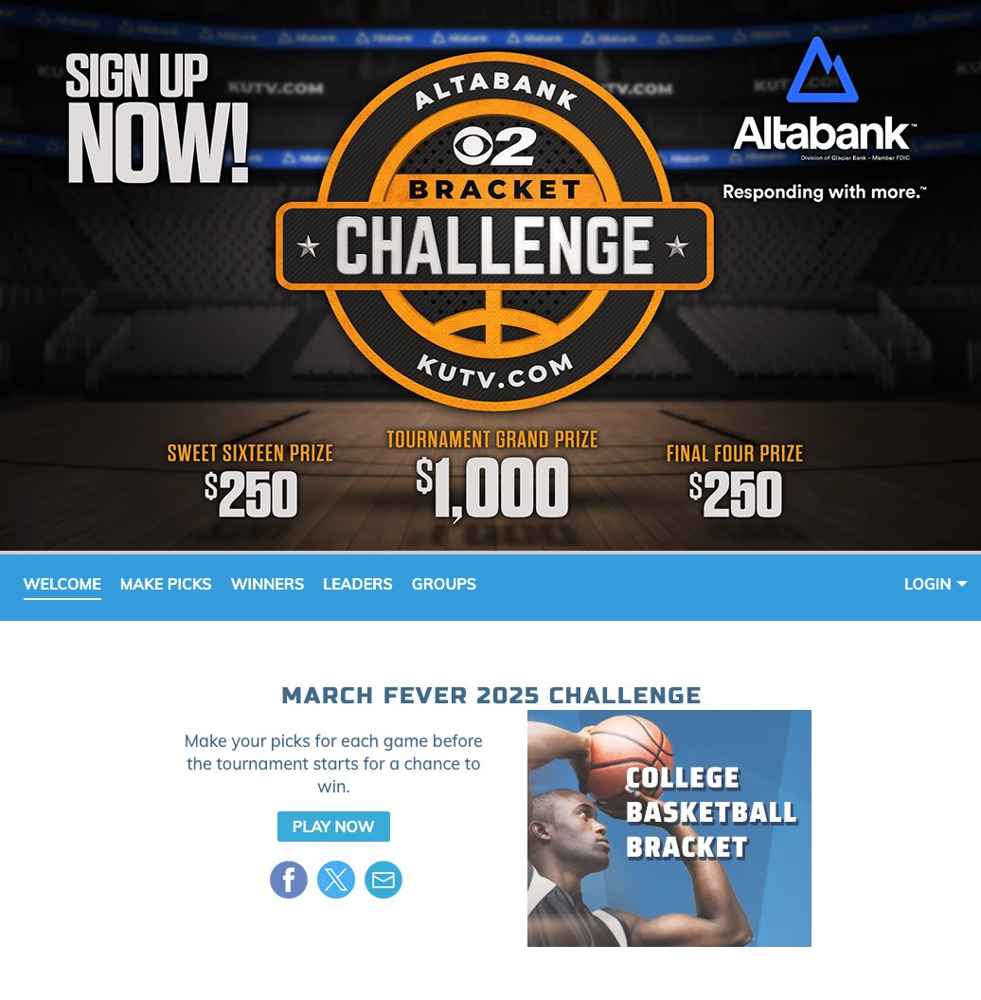 SIGN UP
NOW!
KUTV.COM
ALTABANK
2
BRACKET
CHALLENGE
KUTV.COM
Altabank™
Division of Glacier Bank - Member FDIC
Responding with more.™
SWEET SIXTEEN PRIZE
$250
TOURNAMENT GRAND PRIZE
$1,000
FINAL FOUR PRIZE
$250
WELCOME MAKE PICKS WINNERS LEADERS GROUPS LOGIN
MARCH FEVER 2025 CHALLENGE
Make your picks for each game before
the tournament starts for a chance to
win.
PLAY NOW
COLLEGE
BASKETBALL
BRACKET